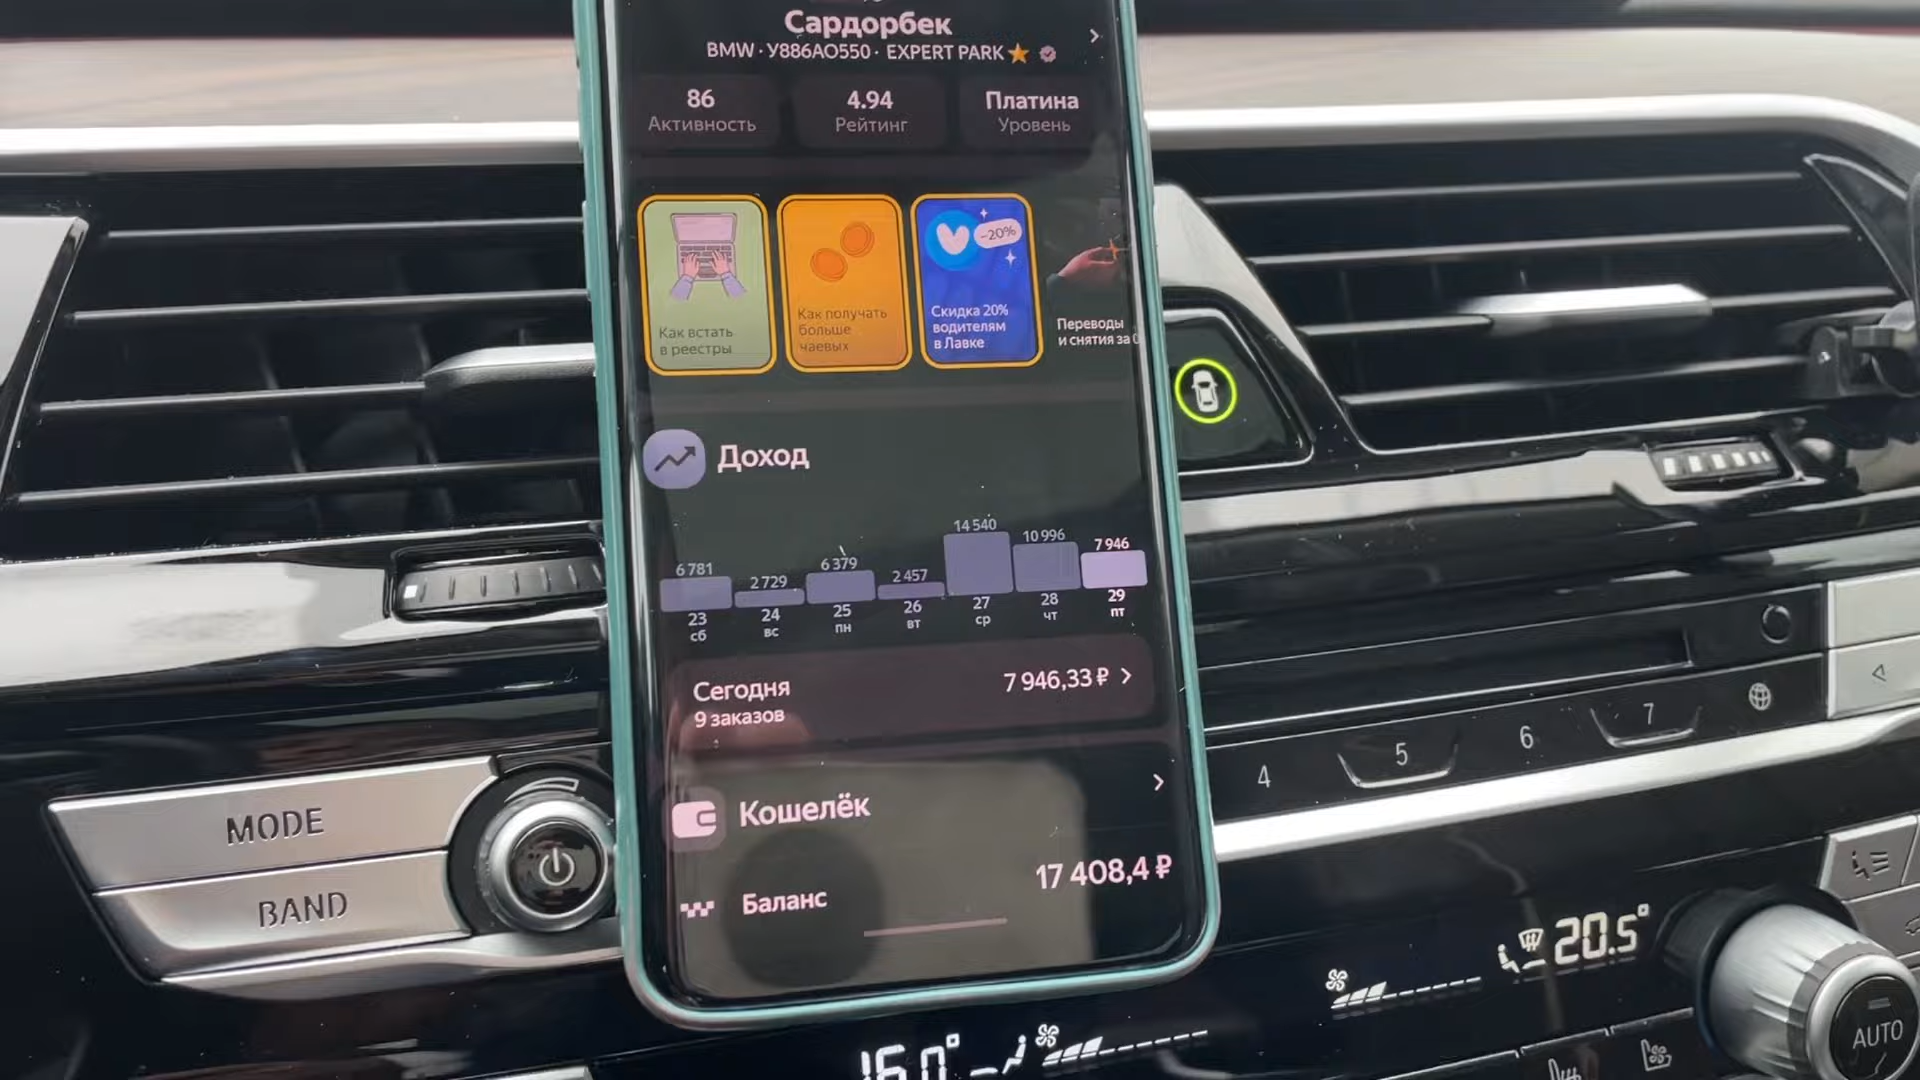 Сардорбек
BMW · У886АО550 · EXPERT PARK
86
Активность
4.94
Рейтинг
Платина
Уровень
Как встать
в реестры
Как получать
больше
чаевых
-20%
Скидка 20%
водителям
в Лавке
Переводы
и снятия за 0
Доход
6 781
2 729
6 379
2 457
14 540
10 996
7 946
23
сб
24
вс
25
пн
26
вт
27
ср
28
чт
29
пт
Сегодня
7 946,33 ₽
9 заказов
Кошелёк
Баланс
17 408,4 ₽
MODE
BAND
4
5
6
7
20.5°
16.0°
AUTO